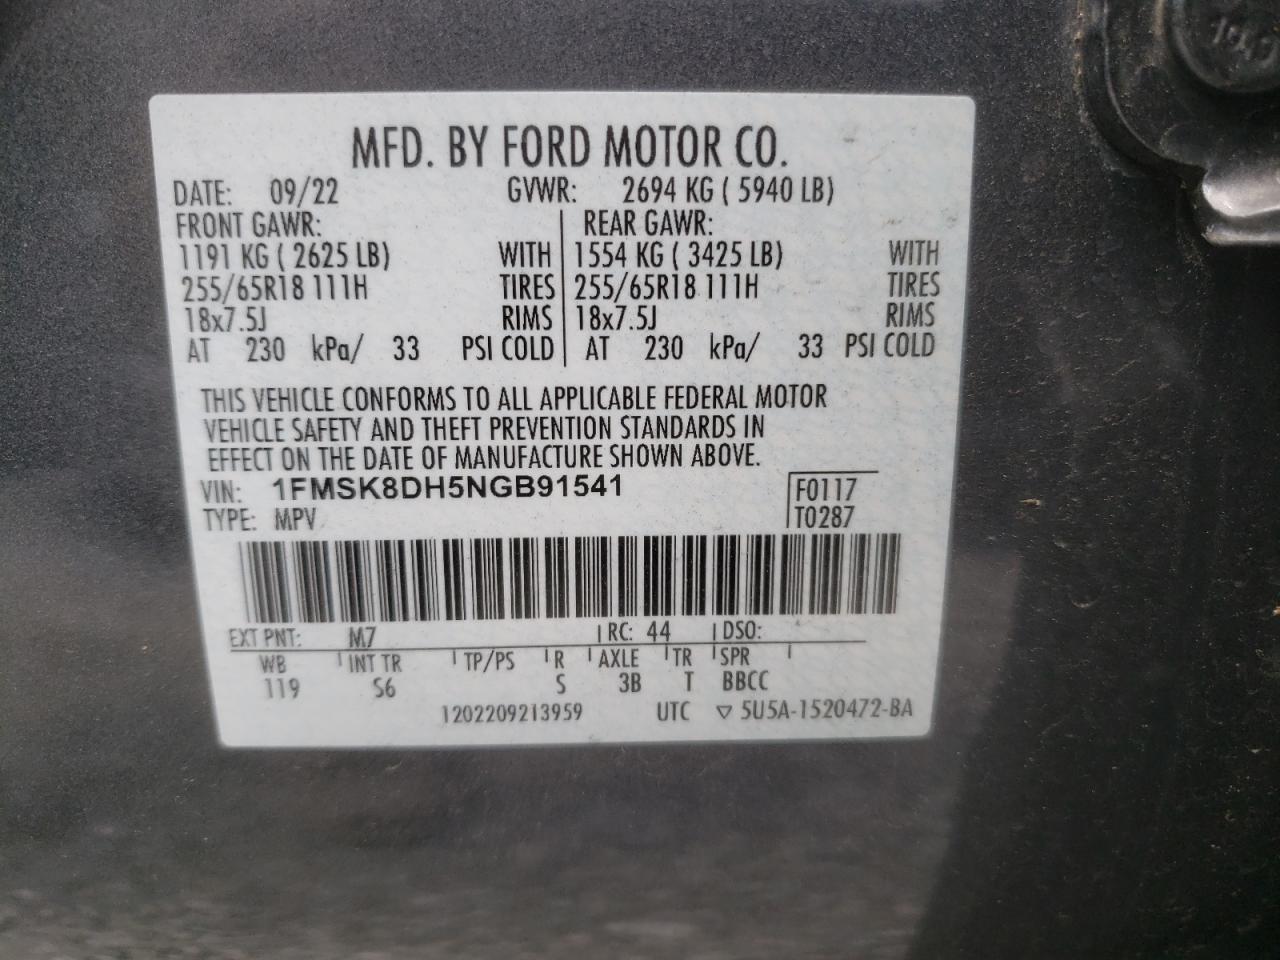 MFD. BY FORD MOTOR CO.
DATE: 09/22 GVWR: 2694 KG ( 5940 LB)
FRONT GAWR: REAR GAWR:
1191 KG ( 2625 LB) WITH 1554 KG ( 3425 LB) WITH
255/65R18 111H TIRES 255/65R18 111H TIRES
18x7.5J RIMS 18x7.5J RIMS
AT 230 kPa/ 33 PSI COLD AT 230 kPa/ 33 PSI COLD
THIS VEHICLE CONFORMS TO ALL APPLICABLE FEDERAL MOTOR
VEHICLE SAFETY AND THEFT PREVENTION STANDARDS IN
EFFECT ON THE DATE OF MANUFACTURE SHOWN ABOVE.
VIN: 1FMSK8DH5NGB91541 F0117
TYPE: MPV T0287
EXT PNT: M7 RC: 44 DSO:
WB INT TR TP/PS R AXLE TR SPR
119 S6 S 3B T BBCC
1202209213959 UTC ▽ 5U5A-1520472-BA